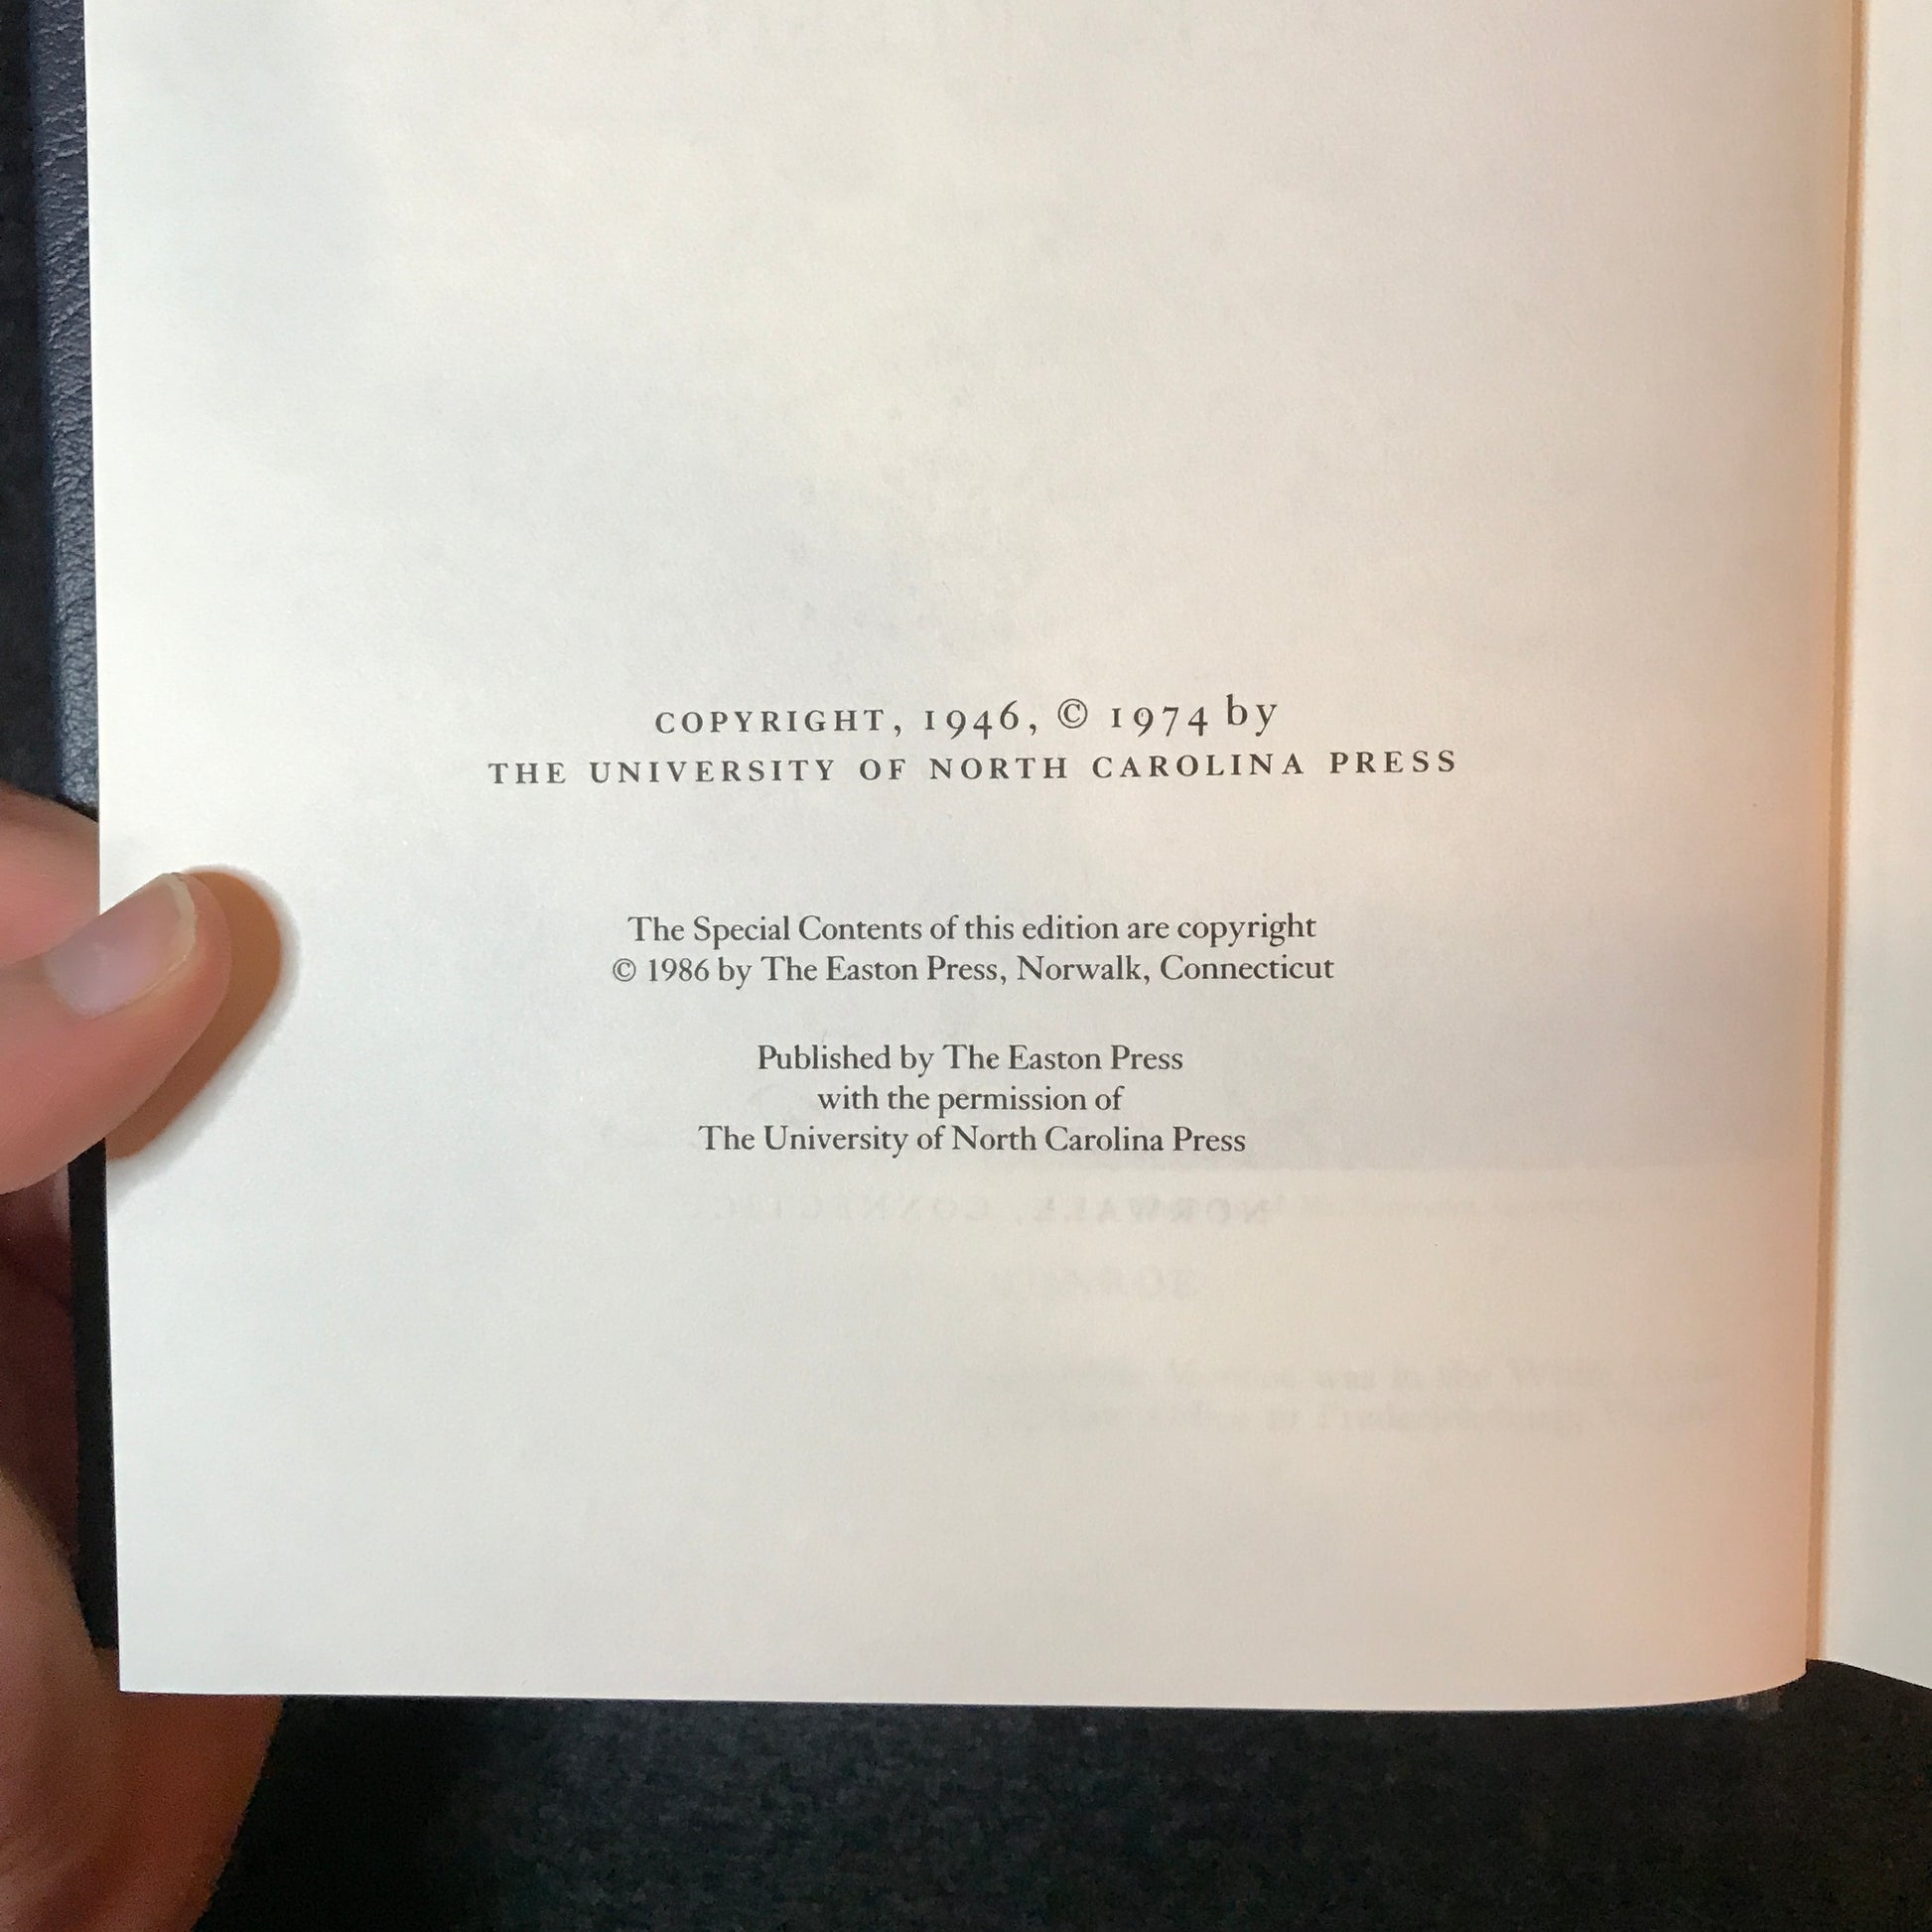 COPYRIGHT, 1946, © 1974 by
THE UNIVERSITY OF NORTH CAROLINA PRESS
The Special Contents of this edition are copyright
© 1986 by The Easton Press, Norwalk, Connecticut
Published by The Easton Press
with the permission of
The University of North Carolina Press